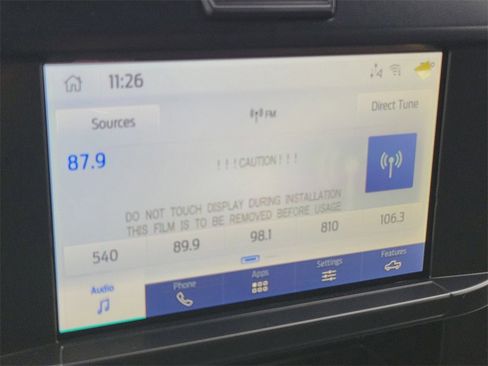 11:26
Sources
FM
Direct Tune
87.9
!!!CAUTION!!!
DO NOT TOUCH DISPLAY DURING INSTALLATION
THIS FILM IS TO BE REMOVED BEFORE USAGE
540 89.9 98.1 810 106.3
Audio Phone Apps Settings Features